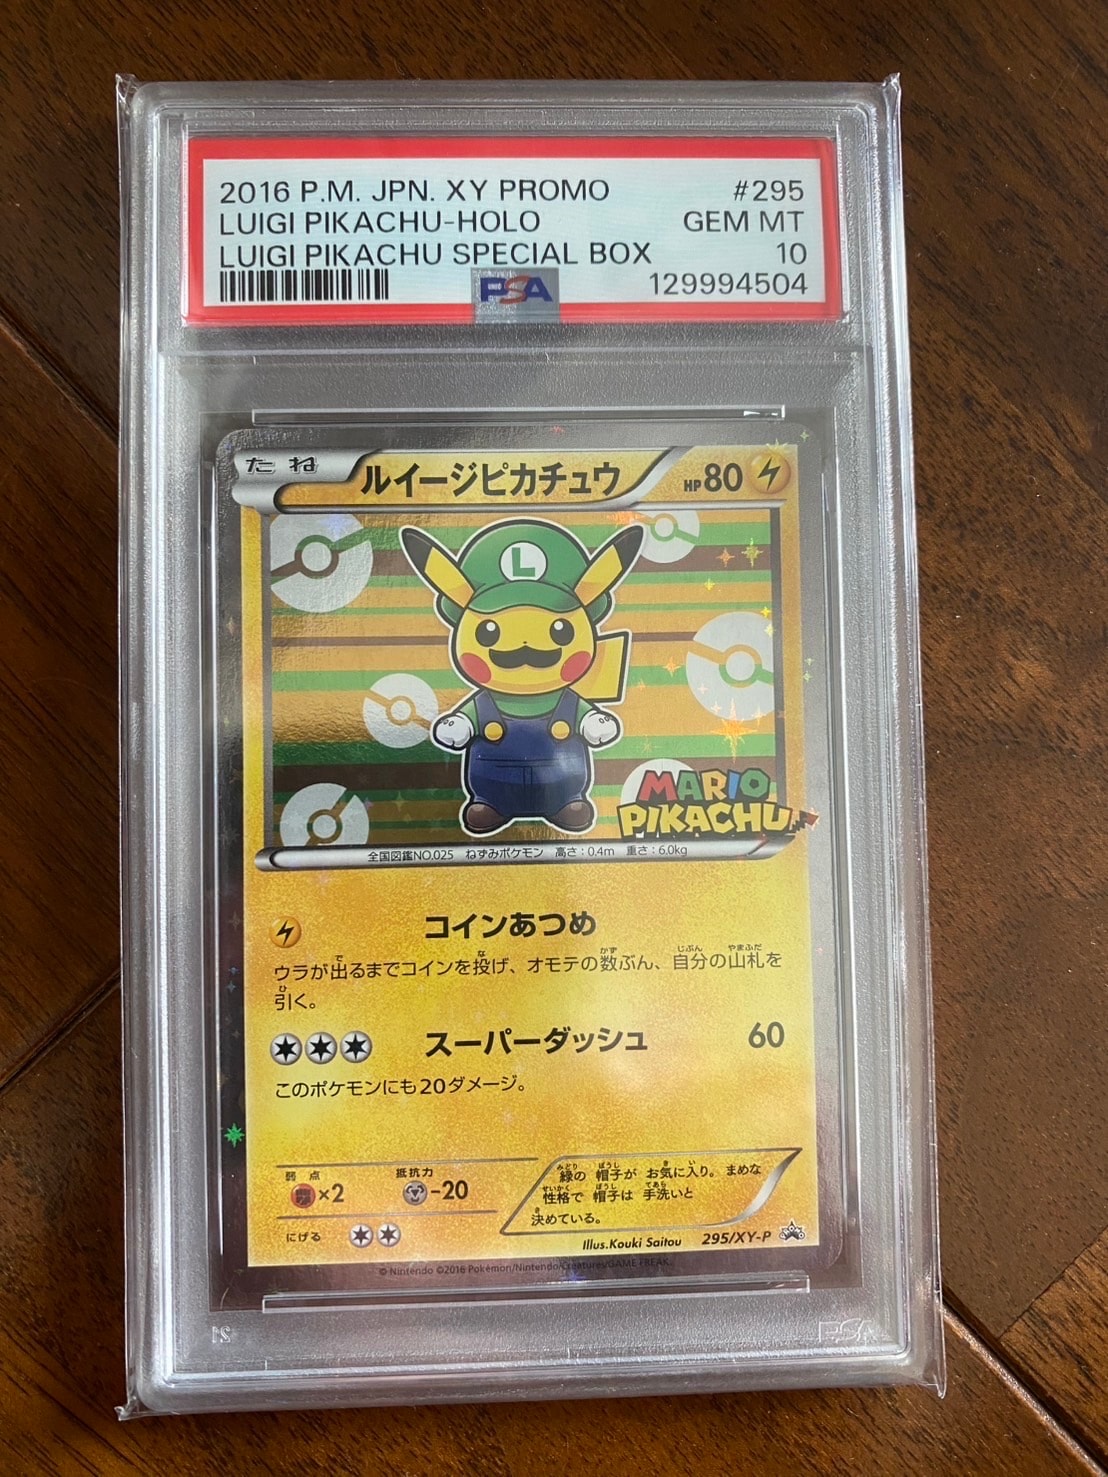 2016 P.M. JPN. XY PROMO #295
LUIGI PIKACHU-HOLO GEM MT
LUIGI PIKACHU SPECIAL BOX 10
PSA 129994504
たね ルイージピカチュウ HP80
L
MARIO
PIKACHU
全国図鑑NO.025 ねずみポケモン 高さ:0.4m 重さ:6.0kg
コインあつめ
ウラが出るまでコインを投げ、オモテの数ぶん、自分の山札を
引く。
スーパーダッシュ 60
このポケモンにも20ダメージ。
弱点 抵抗力
×2 -20
にげる
緑の 帽子が お気に入り。まめな
性格で 帽子は 手洗いと
決めている。
Illus.Kouki Saitou 295/XY-P
© Nintendo ©2016 Pokémon/Nintendo/Creatures/GAME FREAK.
PSA